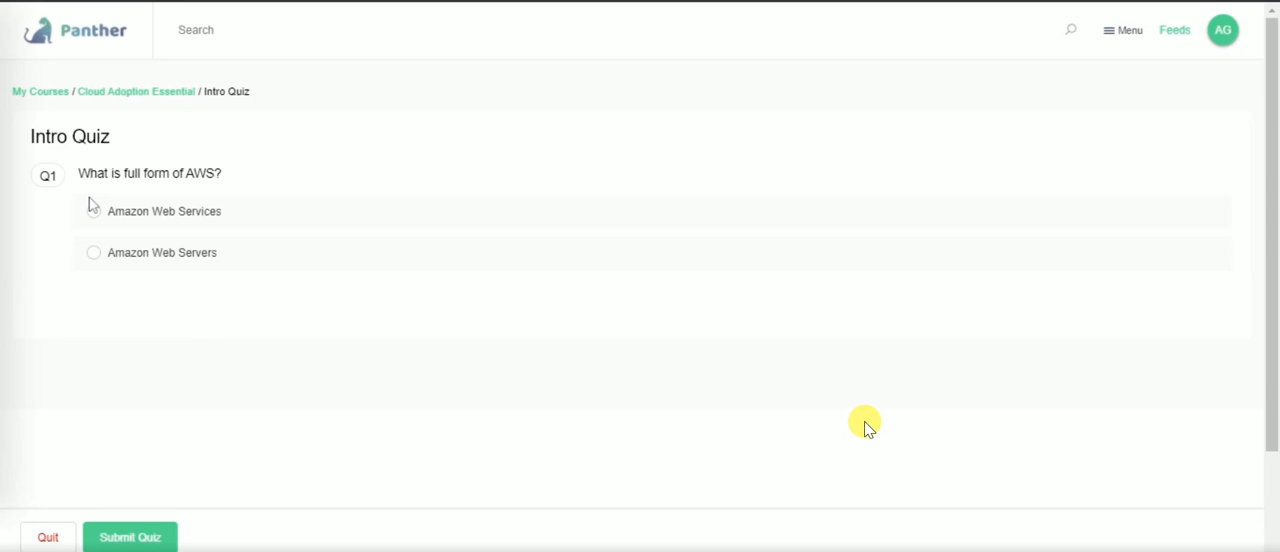 Panther Search Menu Feeds AG
My Courses / Cloud Adoption Essential / Intro Quiz
Intro Quiz
Q1 What is full form of AWS?
Amazon Web Services
Amazon Web Servers
Quit Submit Quiz